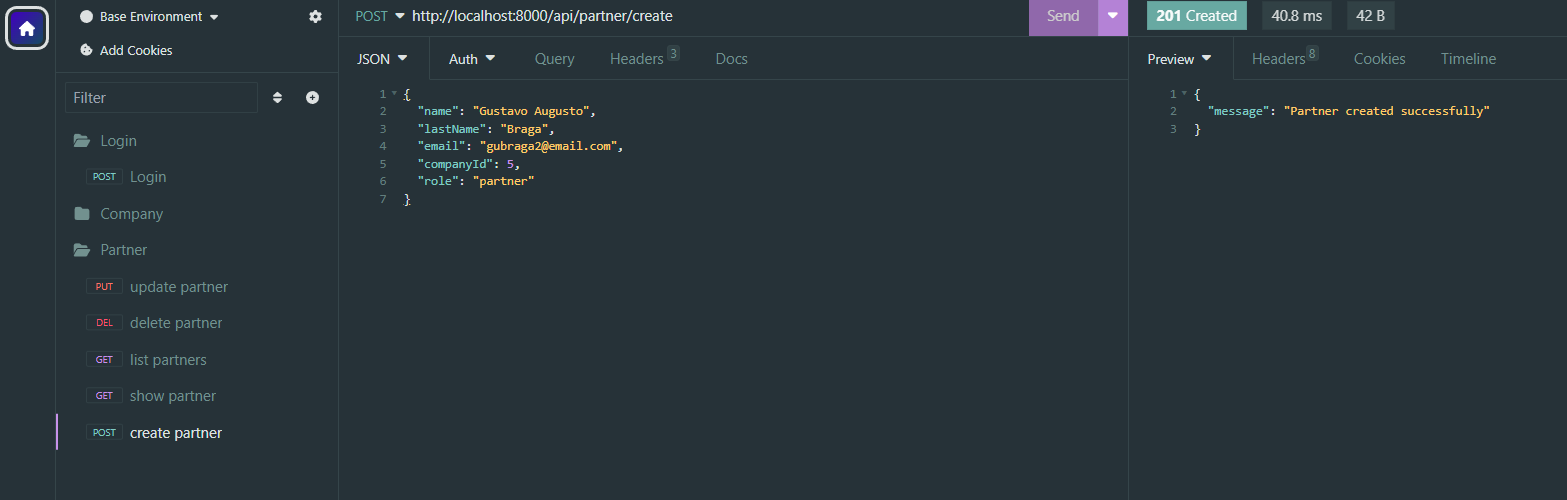 Base Environment
Add Cookies
Filter
Login
POST Login
Company
Partner
PUT update partner
DEL delete partner
GET list partners
GET show partner
POST create partner
POST http://localhost:8000/api/partner/create Send
JSON Auth Query Headers 3 Docs
1 {
2 "name": "Gustavo Augusto",
3 "lastName": "Braga",
4 "email": "gubraga2@email.com",
5 "companyId": 5,
6 "role": "partner"
7 }
201 Created 40.8 ms 42 B
Preview Headers 8 Cookies Timeline
1 {
2 "message": "Partner created successfully"
3 }